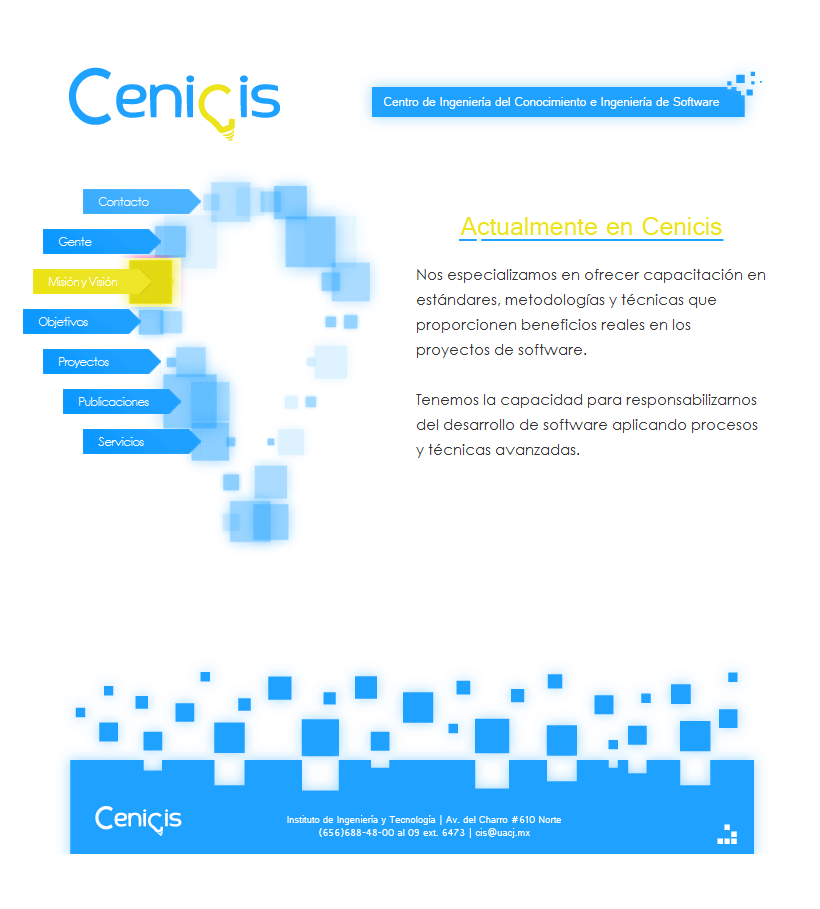 Cenicis
Centro de Ingeniería del Conocimiento e Ingeniería de Software
Contacto
Gente
Misión y Visión
Objetivos
Proyectos
Publicaciones
Servicios
Actualmente en Cenicis
Nos especializamos en ofrecer capacitación en
estándares, metodologías y técnicas que
proporcionen beneficios reales en los
proyectos de software.
Tenemos la capacidad para responsabilizarnos
del desarrollo de software aplicando procesos
y técnicas avanzadas.
Cenicis
Instituto de Ingeniería y Tecnología | Av. del Charro #610 Norte
(656)688-48-00 al 09 ext. 6473 | cis@uacj.mx